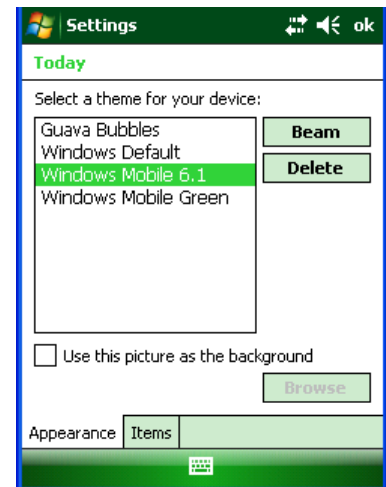 Settings ok
Today
Select a theme for your device:
Guava Bubbles
Windows Default
Windows Mobile 6.1
Windows Mobile Green
Beam
Delete
Use this picture as the background
Browse
Appearance Items